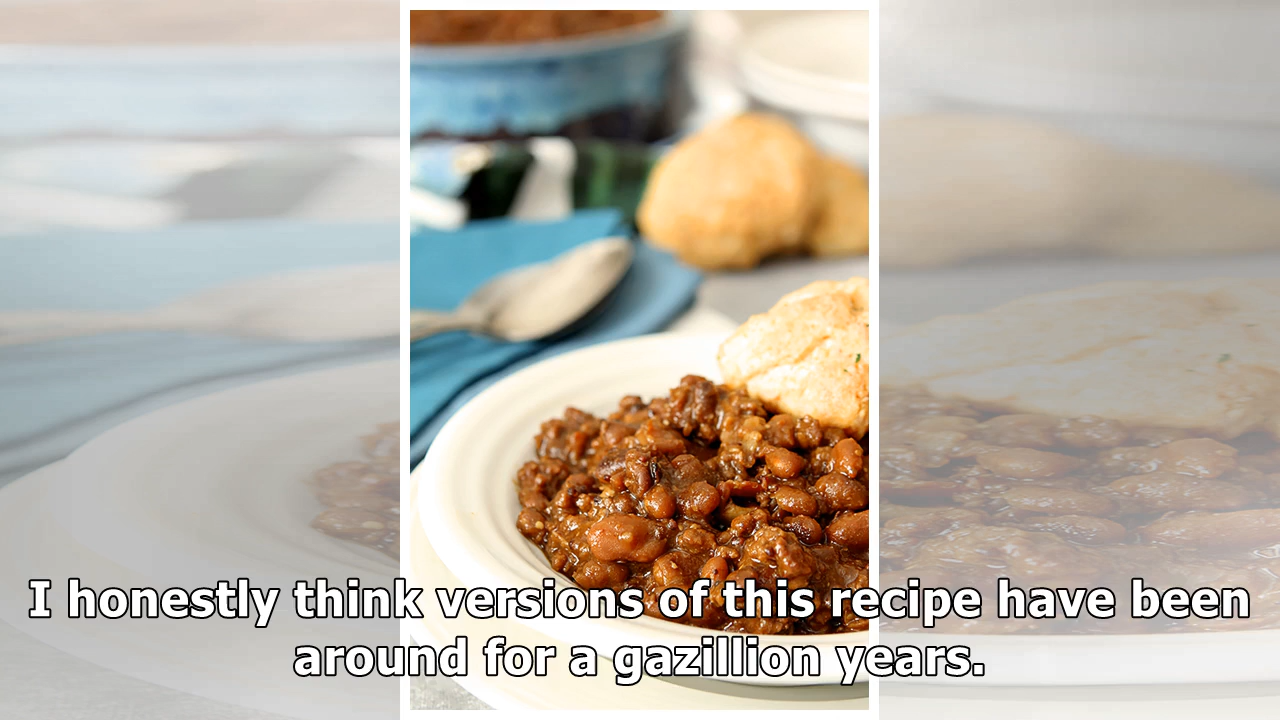 I honestly think versions of this recipe have been
around for a gazillion years.